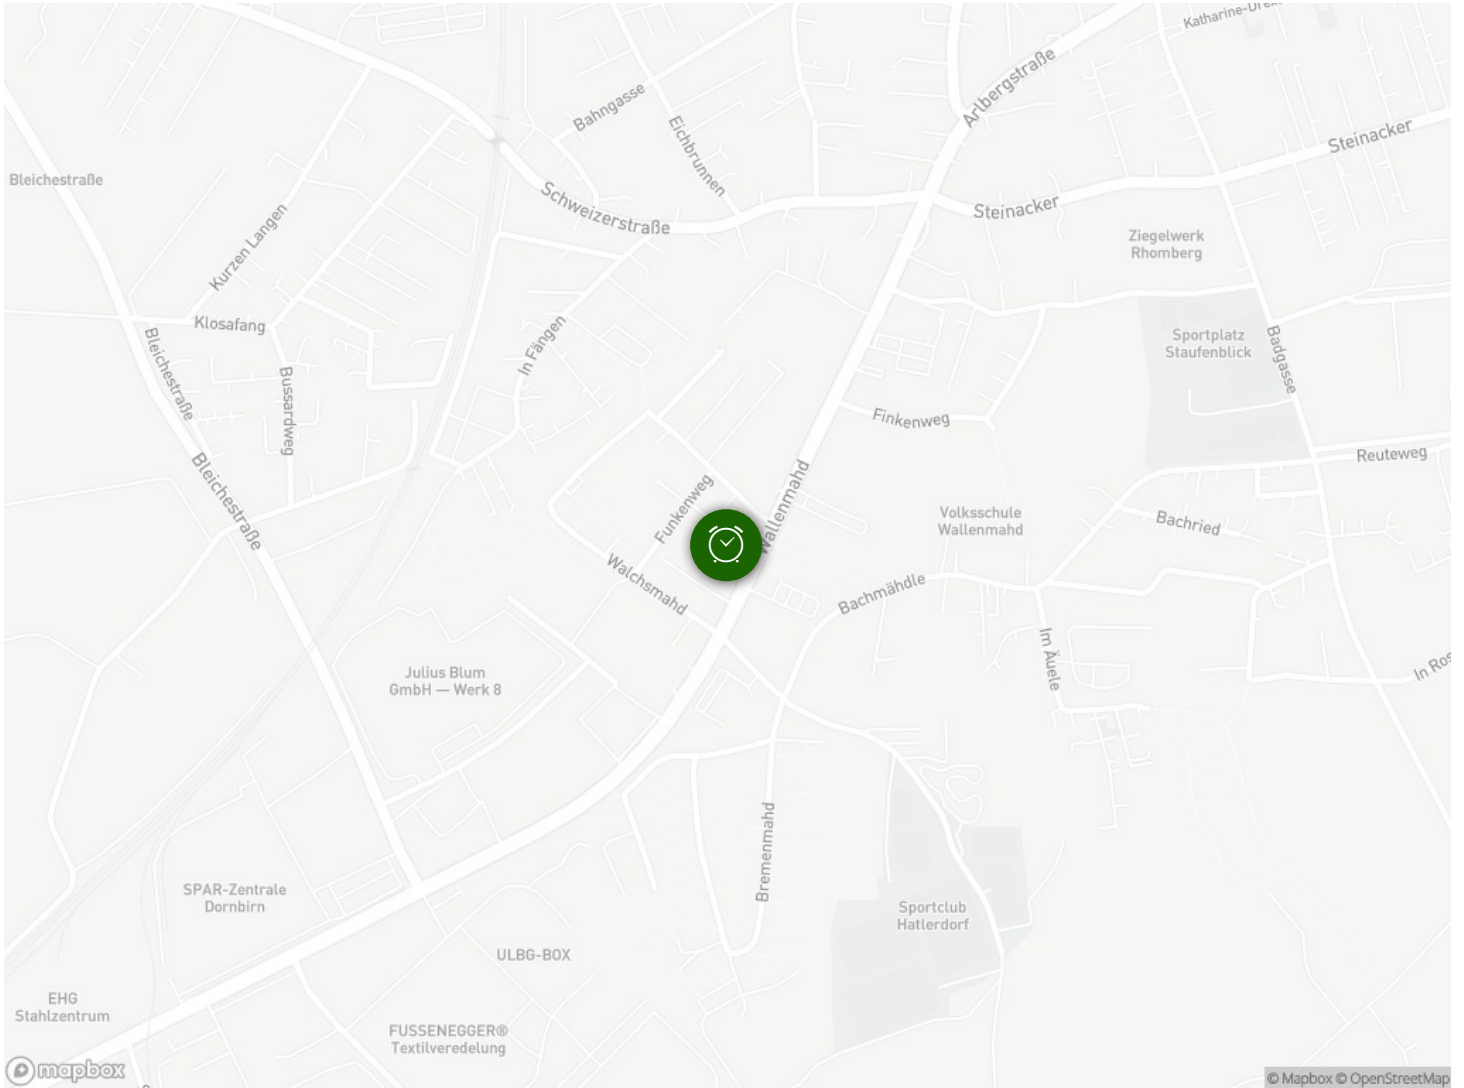 Katharine-Drex
Arlbergstraße
Bahngasse
Eichbrunnen
Steinacker
Bleichestraße
Schweizerstraße
Steinacker
Kurzen Langen
Ziegelwerk
Rhomberg
Klosafang
Bleichestraße
In Fängen
Sportplatz
Staufenblick
Badgasse
Bussardweg
Finkenweg
Reuteweg
Bleichestraße
Funkenweg
Wallenmahd
Volksschule
Wallenmahd
Bachried
Walchsmahd
Bachmähdle
Im Äuele
In Ros
Julius Blum
GmbH — Werk 8
Bremenmahd
SPAR-Zentrale
Dornbirn
Sportclub
Hatlerdorf
ULBG-BOX
EHG
Stahlzentrum
FUSSENEGGER®
Textilveredelung
mapbox
© Mapbox © OpenStreetMap